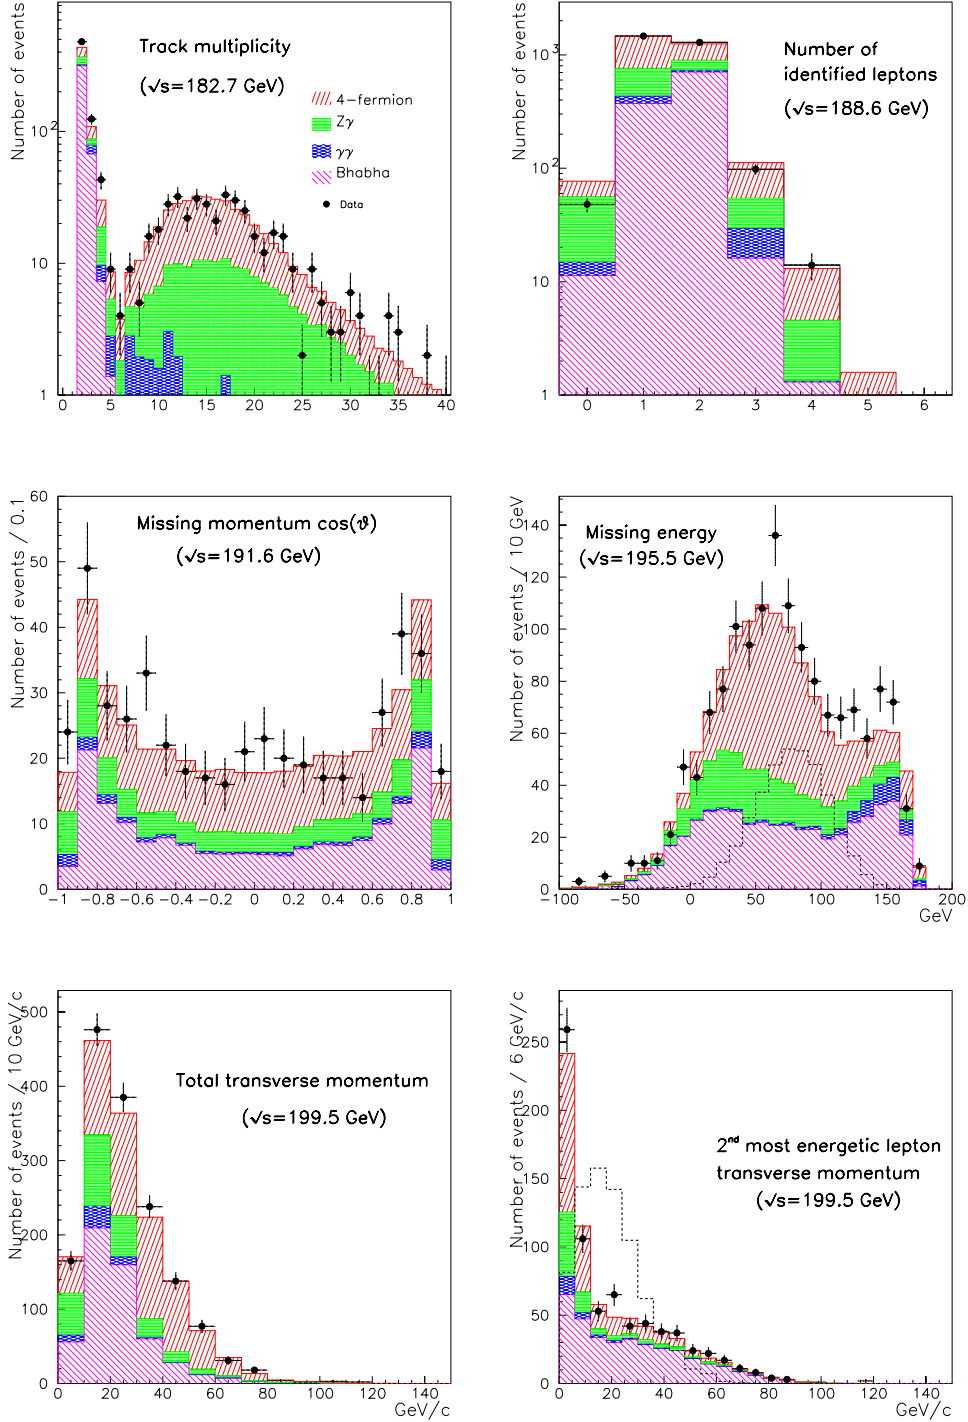 Number of events
Track multiplicity
(√s=182.7 GeV)
4−fermion
Zγ
γγ
Bhabha
Data
10²
10
1
0 5 10 15 20 25 30 35 40
Number of events
Number of
identified leptons
(√s=188.6 GeV)
10³
10²
10
1
0 1 2 3 4 5 6
Number of events / 0.1
Missing momentum cos(ϑ)
(√s=191.6 GeV)
60
50
40
30
20
10
0
−1 −0.8 −0.6 −0.4 −0.2 0 0.2 0.4 0.6 0.8 1
Number of events / 10 GeV
Missing energy
(√s=195.5 GeV)
140
120
100
80
60
40
20
0
−100 −50 0 50 100 150 200
GeV
Number of events / 10 GeV/c
Total transverse momentum
(√s=199.5 GeV)
500
400
300
200
100
0
0 20 40 60 80 100 120 140
GeV/c
Number of events / 6 GeV/c
2ⁿᵈ most energetic lepton
transverse momentum
(√s=199.5 GeV)
250
200
150
100
50
0
0 20 40 60 80 100 120 140
GeV/c